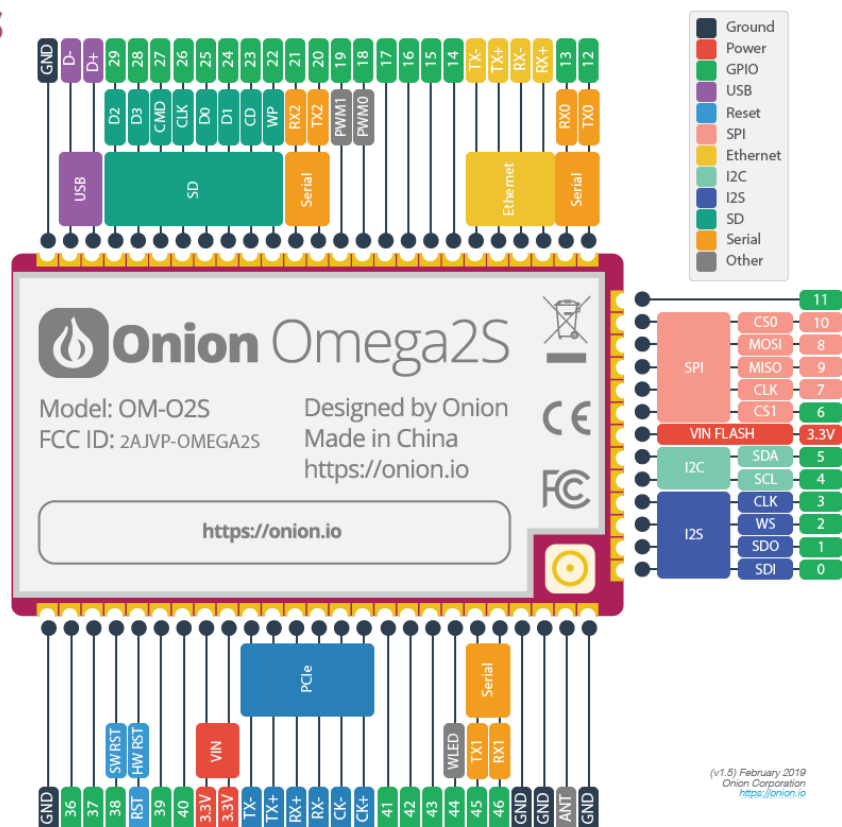 GND D- D+ 29 28 27 26 25 24 23 22 21 20 19 18 17 16 15 14 TX- TX+ RX- RX+ 13 12
D2 D3 CMD CLK D0 D1 CD WP RX2 TX2 PWM1 PWM0 RX0 TX0
USB SD Serial Ethernet Serial
Ground
Power
GPIO
USB
Reset
SPI
Ethernet
I2C
I2S
SD
Serial
Other
Onion Omega2S
Model: OM-O2S
FCC ID: 2AJVP-OMEGA2S
Designed by Onion
Made in China
https://onion.io
CE
FC
https://onion.io
11
SPI
CS0 10
MOSI 8
MISO 9
CLK 7
CS1 6
VIN FLASH 3.3V
I2C
SDA 5
SCL 4
I2S
CLK 3
WS 2
SDO 1
SDI 0
PCIe Serial
SW RST HW RST VIN WLED TX1 RX1
GND 36 37 38 RST 39 40 3.3V 3.3V TX- TX+ RX+ RX- CK- CK+ 41 42 43 44 45 46 GND GND ANT GND
(v1.5) February 2019
Onion Corporation
https://onion.io